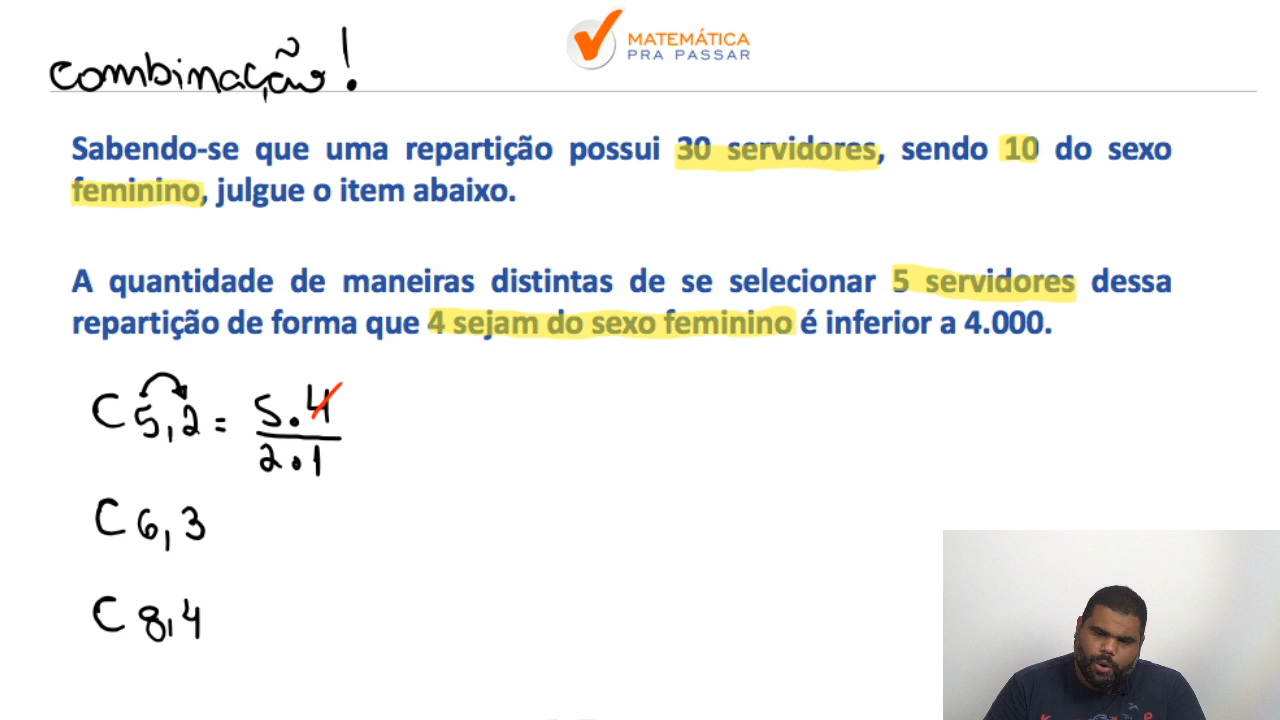 combinação!
MATEMÁTICA
PRA PASSAR
Sabendo-se que uma repartição possui 30 servidores, sendo 10 do sexo
feminino, julgue o item abaixo.
A quantidade de maneiras distintas de se selecionar 5 servidores dessa
repartição de forma que 4 sejam do sexo feminino é inferior a 4.000.
C 5,2 = 5.4
2.1
C 6,3
C 8,4